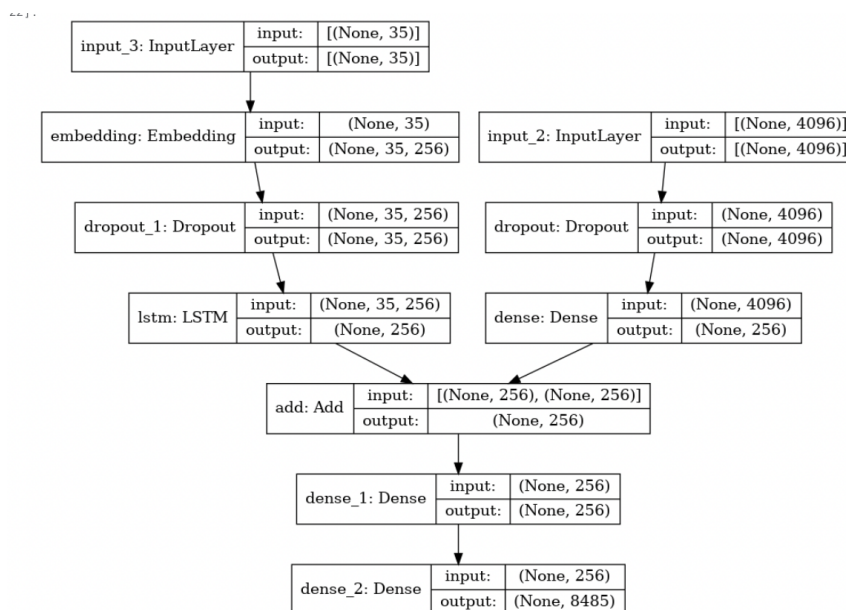 input_3: InputLayer
input: [(None, 35)]
output: [(None, 35)]
embedding: Embedding
input: (None, 35)
output: (None, 35, 256)
input_2: InputLayer
input: [(None, 4096)]
output: [(None, 4096)]
dropout_1: Dropout
input: (None, 35, 256)
output: (None, 35, 256)
dropout: Dropout
input: (None, 4096)
output: (None, 4096)
lstm: LSTM
input: (None, 35, 256)
output: (None, 256)
dense: Dense
input: (None, 4096)
output: (None, 256)
add: Add
input: [(None, 256), (None, 256)]
output: (None, 256)
dense_1: Dense
input: (None, 256)
output: (None, 256)
dense_2: Dense
input: (None, 256)
output: (None, 8485)